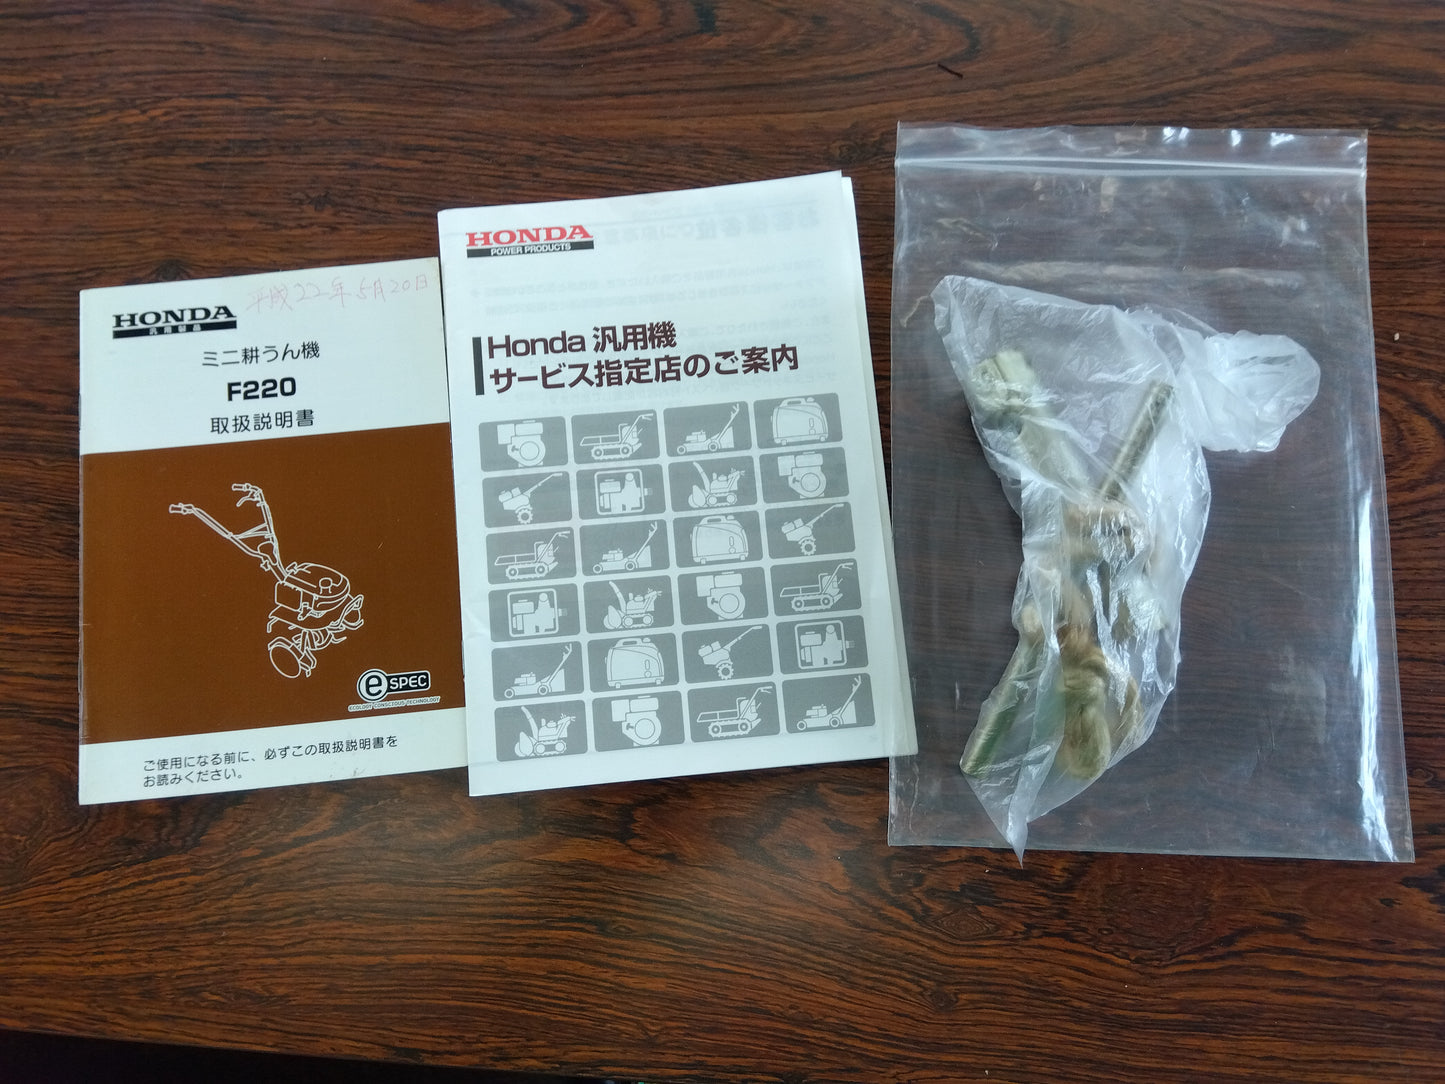 HONDA
汎用製品
平成22年5月20日
ミニ耕うん機
F220
取扱説明書
e SPEC
ECOLOGY CONSCIOUS TECHNOLOGY
ご使用になる前に、必ずこの取扱説明書を
お読みください。
HONDA
POWER PRODUCTS
Honda 汎用機
サービス指定店のご案内